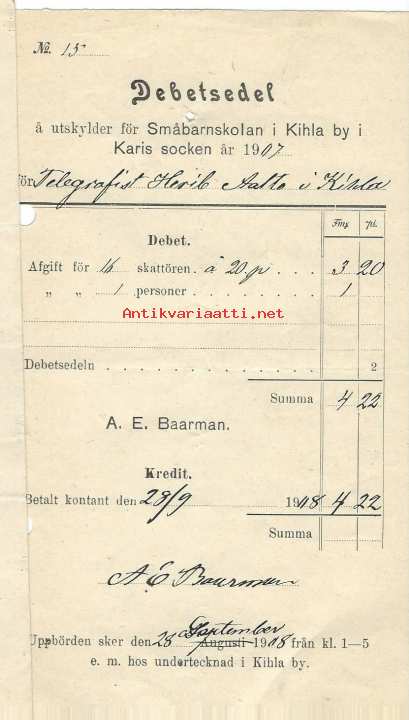 No. 15
Debetsedel
å utskylder för Småbarnskolan i Kihla by i
Karis socken år 1907
för Telegrafist Herib Aalto i Kihla
Fmk pi.
Debet.
Afgift för 16 skattören à 20 p . . . 3 20
„ „ 1 personer . . . . . . . . 1
Antikvariaatti.net
Debetsedeln . . . . . . . . . . . 2
Summa 4 22
A. E. Baarman.
Kredit.
Betalt kontant den 28/9 1908 4 22
Summa
A E Baarman
September
Uppbörden sker den 28 Augusti 1908 från kl. 1—5
e. m. hos undertecknad i Kihla by.